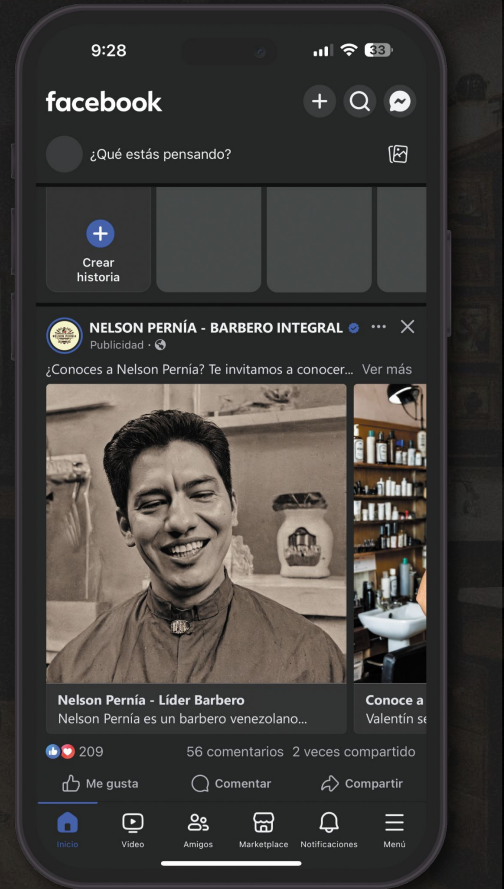 9:28
33
facebook
¿Qué estás pensando?
Crear
historia
NELSON PERNÍA - BARBERO INTEGRAL
Publicidad ·
¿Conoces a Nelson Pernía? Te invitamos a conocer... Ver más
Nelson Pernía - Líder Barbero
Nelson Pernía es un barbero venezolano...
Conoce a
Valentín se
209
56 comentarios 2 veces compartido
Me gusta
Comentar
Compartir
Inicio
Video
Amigos
Marketplace
Notificaciones
Menú